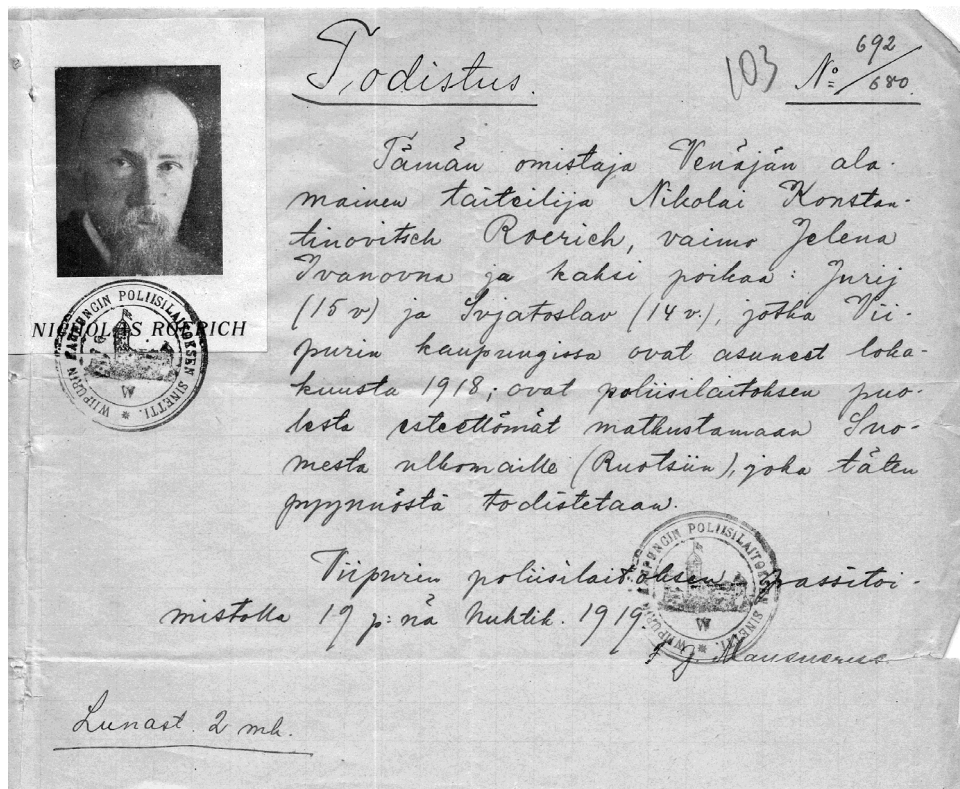 Todistus.
103
No 692/680.
Tämän omistaja Venäjän ala-
mainen taiteilija Nikolai Konstan-
tinovitsch Roerich, vaimo Jelena
Ivanovna ja kaksi poikaa: Jurij
(15 v) ja Svjatoslav (14 v.), jotka Vii-
purin kaupungissa ovat asuneet loka-
kuusta 1918; ovat poliisilaitoksen puo-
lesta esteettömät matkustamaan Suo-
mesta ulkomaille (Ruotsiin), joka täten
pyynnöstä todistetaan.
Viipurin poliisilaitoksen passitoi-
mistolla 19 p:nä huhtik. 1919.
Lunast. 2 mk.
NICHOLAS ROERICH
WIIPURIN KAUPUNGIN POLIISILAITOKSEN SINETTI.
W
WIIPURIN KAUPUNGIN POLIISILAITOKSEN SINETTI.
W